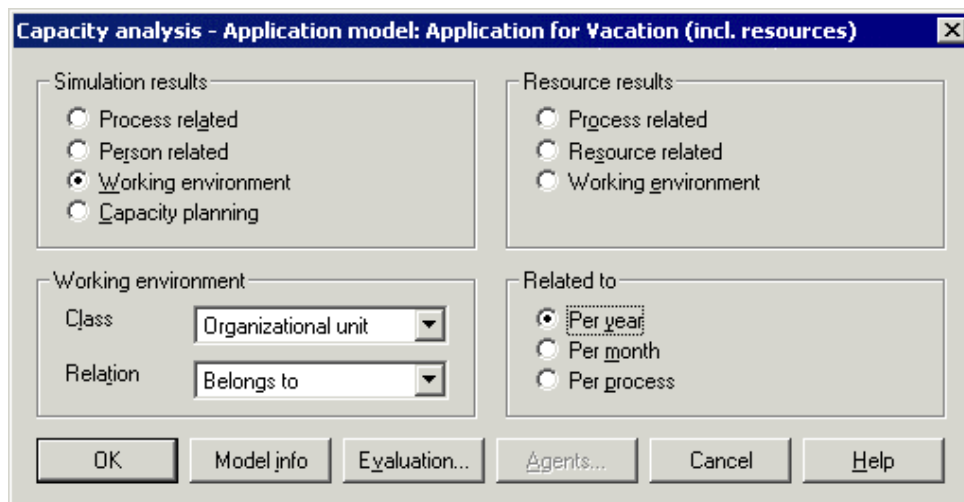 Capacity analysis - Application model: Application for Vacation (incl. resources)
Simulation results
Process related
Person related
Working environment
Capacity planning
Resource results
Process related
Resource related
Working environment
Working environment
Class
Organizational unit
Relation
Belongs to
Related to
Per year
Per month
Per process
OK
Model info
Evaluation...
Agents...
Cancel
Help